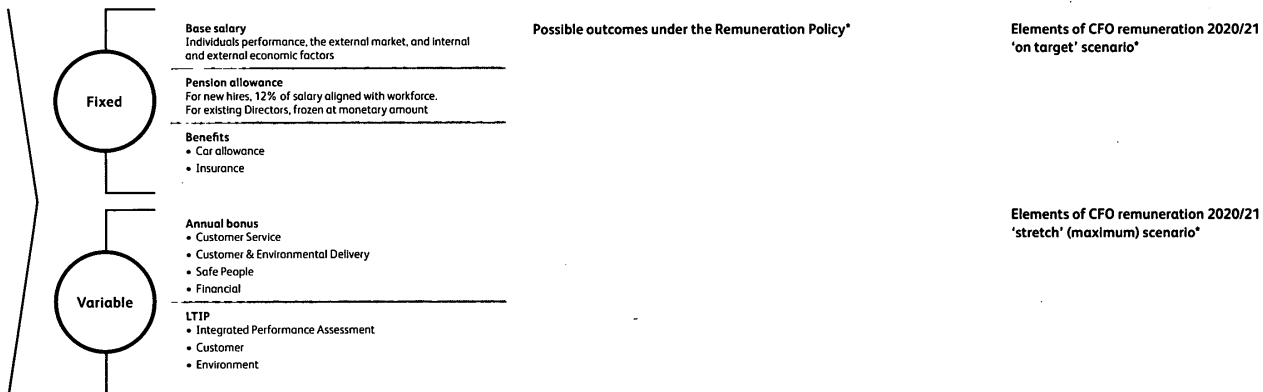 Fixed
Base salary
Individuals performance, the external market, and internal
and external economic factors
Pension allowance
For new hires, 12% of salary aligned with workforce.
For existing Directors, frozen at monetary amount
Benefits
• Car allowance
• Insurance
Variable
Annual bonus
• Customer Service
• Customer & Environmental Delivery
• Safe People
• Financial
LTIP
• Integrated Performance Assessment
• Customer
• Environment
Possible outcomes under the Remuneration Policy*
Elements of CFO remuneration 2020/21
‘on target’ scenario*
Elements of CFO remuneration 2020/21
‘stretch’ (maximum) scenario*